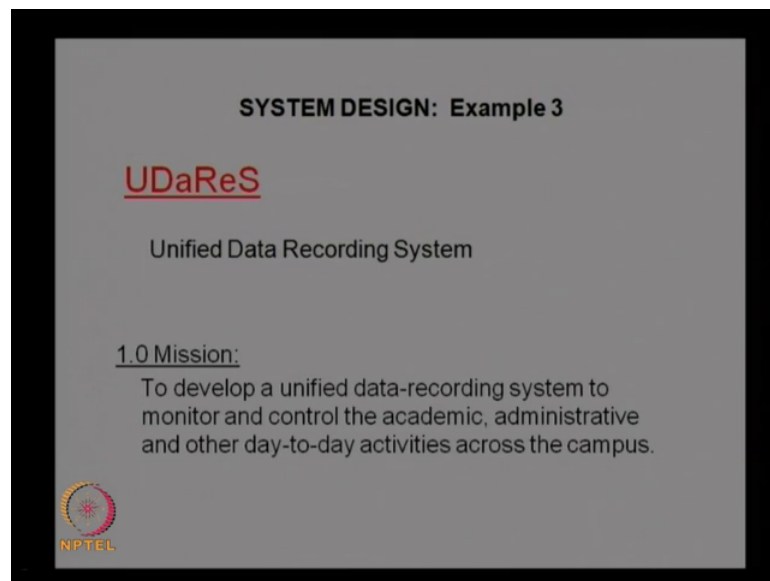 SYSTEM DESIGN: Example 3
UDaReS
Unified Data Recording System
1.0 Mission:
To develop a unified data-recording system to
monitor and control the academic, administrative
and other day-to-day activities across the campus.
NPTEL